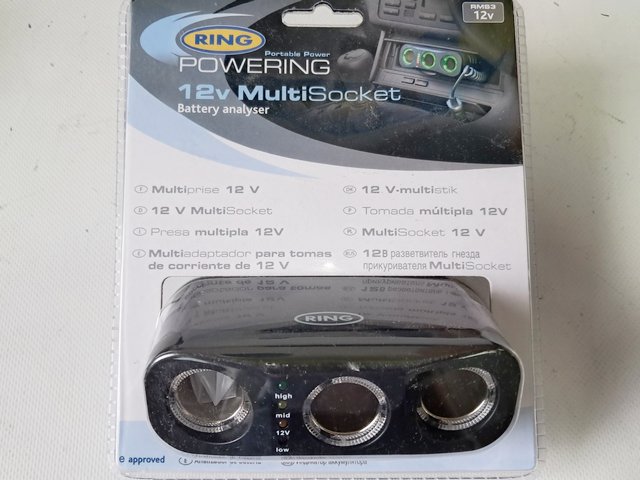 RING
Portable Power
POWERING
12v MultiSocket
Battery analyser
RMS3
12v
F Multiprise 12 V
D 12 V MultiSocket
I Presa multipla 12V
E Multiadaptador para tomas
de corriente de 12 V
DK 12 V-multistik
P Tomada múltipla 12V
MultiSocket 12 V
12В разветвитель гнезда
прикуривателя MultiSocket
RING
high
mid
12V
low
e approved